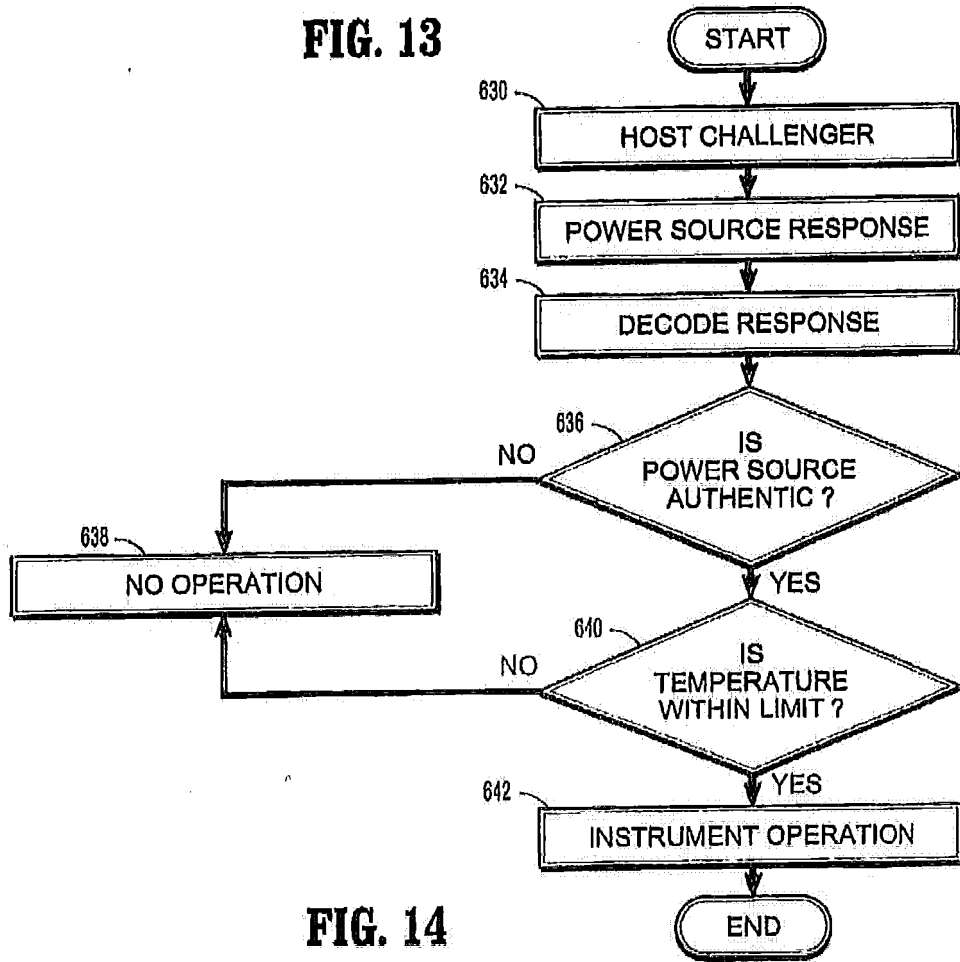 FIG. 13
START
630
HOST CHALLENGER
632
POWER SOURCE RESPONSE
634
DECODE RESPONSE
636
IS
POWER SOURCE
AUTHENTIC ?
NO
638
NO OPERATION
YES
640
IS
TEMPERATURE
WITHIN LIMIT ?
NO
YES
642
INSTRUMENT OPERATION
END
FIG. 14